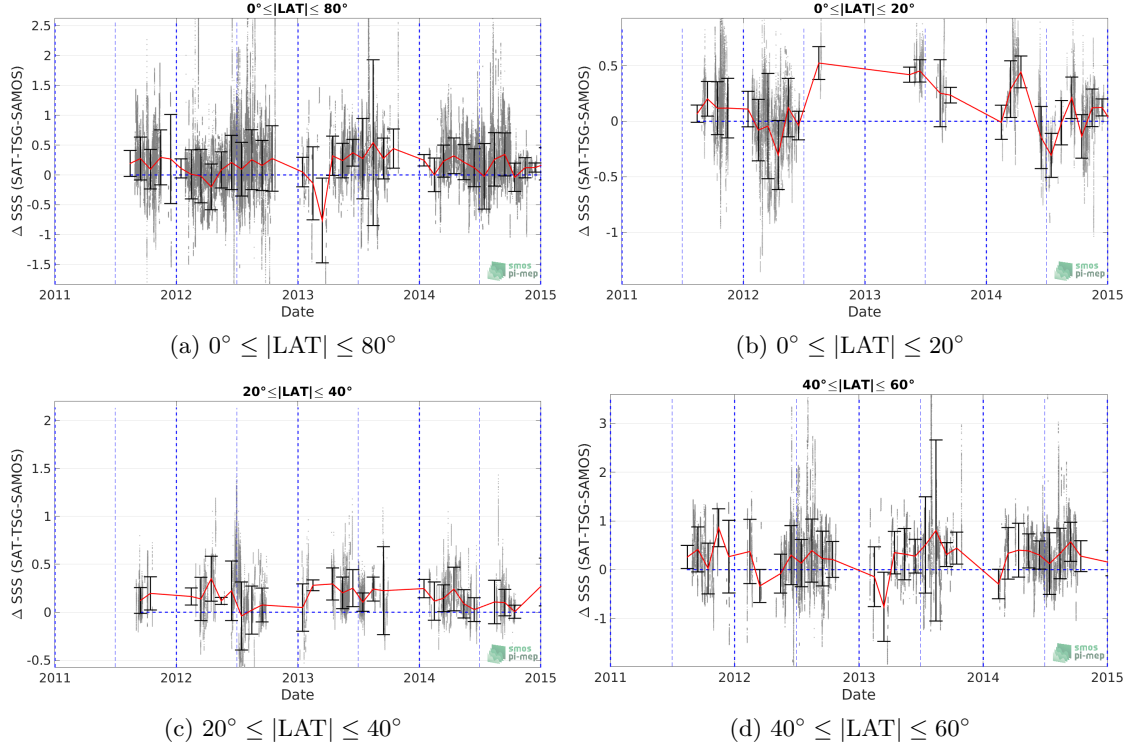 0°≤|LAT|≤ 80°
2.5
2
1.5
1
0.5
0
-0.5
-1
-1.5
Δ SSS (SAT-TSG-SAMOS)
2011 2012 2013 2014 2015
Date
smos
pi-mep
(a) 0° ≤ |LAT| ≤ 80°
0°≤|LAT|≤ 20°
0.5
0
-0.5
-1
Δ SSS (SAT-TSG-SAMOS)
2011 2012 2013 2014 2015
Date
smos
pi-mep
(b) 0° ≤ |LAT| ≤ 20°
20°≤|LAT|≤ 40°
2
1.5
1
0.5
0
-0.5
Δ SSS (SAT-TSG-SAMOS)
2011 2012 2013 2014 2015
Date
smos
pi-mep
(c) 20° ≤ |LAT| ≤ 40°
40°≤|LAT|≤ 60°
3
2
1
0
-1
Δ SSS (SAT-TSG-SAMOS)
2011 2012 2013 2014 2015
Date
smos
pi-mep
(d) 40° ≤ |LAT| ≤ 60°